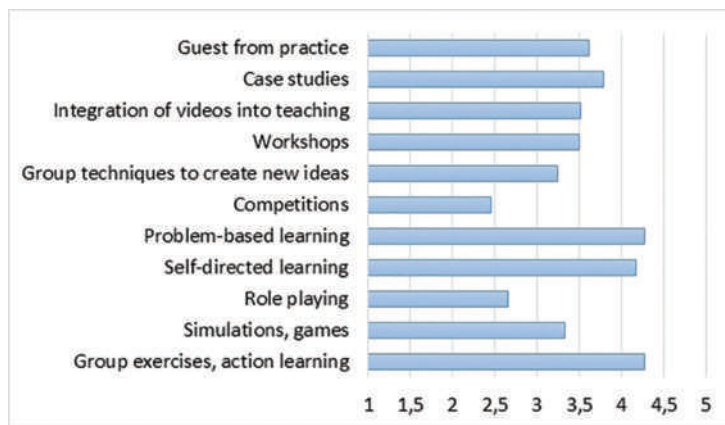 Guest from practice
Case studies
Integration of videos into teaching
Workshops
Group techniques to create new ideas
Competitions
Problem-based learning
Self-directed learning
Role playing
Simulations, games
Group exercises, action learning
1 1,5 2 2,5 3 3,5 4 4,5 5